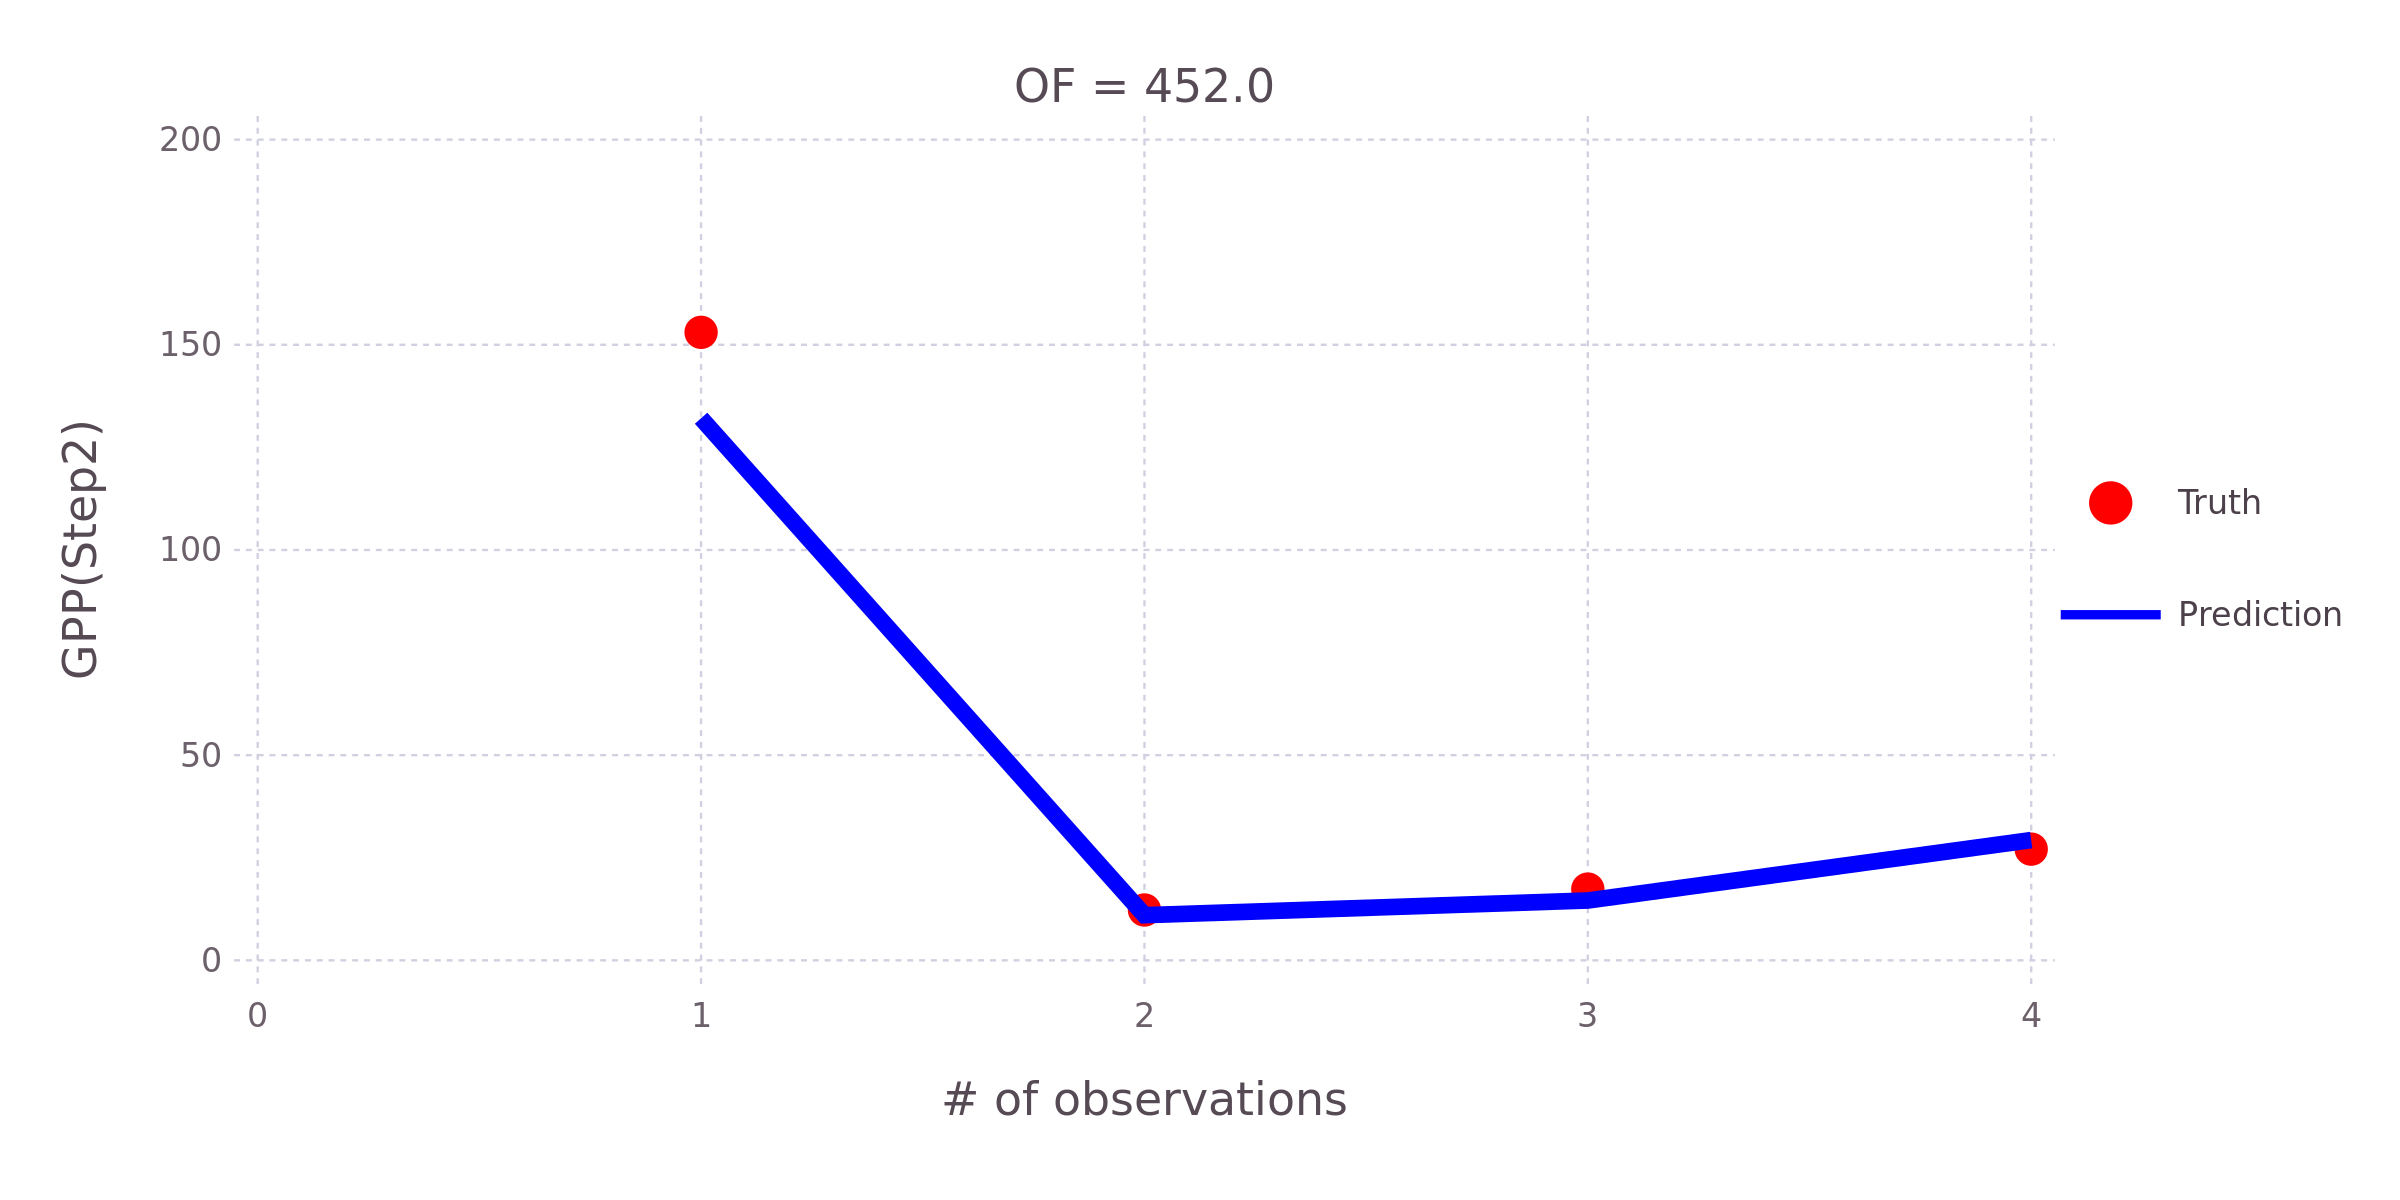 OF = 452.0
200
150
100
50
0
GPP(Step2)
0 1 2 3 4
# of observations
Truth
Prediction